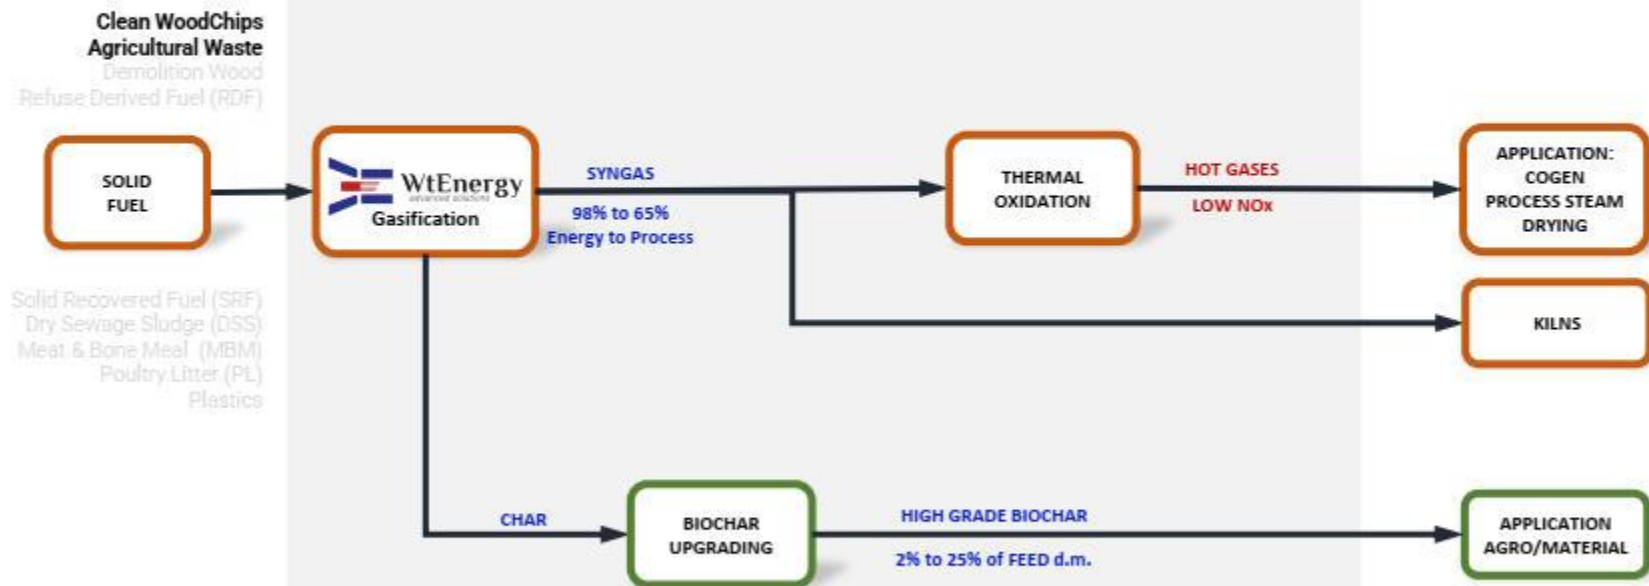 Clean WoodChips
Agricultural Waste
Demolition Wood
Refuse Derived Fuel (RDF)
SOLID
FUEL
WtEnergy
advanced solutions
Gasification
SYNGAS
98% to 65%
Energy to Process
THERMAL
OXIDATION
HOT GASES
LOW NOx
APPLICATION:
COGEN
PROCESS STEAM
DRYING
Solid Recovered Fuel (SRF)
Dry Sewage Sludge (DSS)
Meat & Bone Meal (MBM)
Poultry Litter (PL)
Plastics
KILNS
CHAR
BIOCHAR
UPGRADING
HIGH GRADE BIOCHAR
2% to 25% of FEED d.m.
APPLICATION
AGRO/MATERIAL